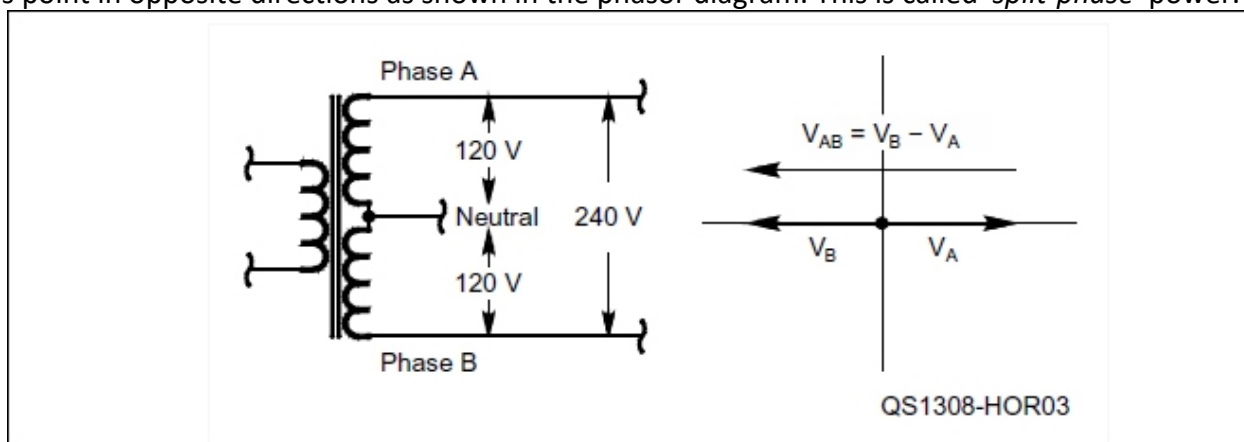 s point in opposite directions as shown in the phasor diagram. This is called "split-phase" power.
Phase A
120 V
Neutral
240 V
120 V
Phase B
V_AB = V_B − V_A
V_B
V_A
QS1308-HOR03